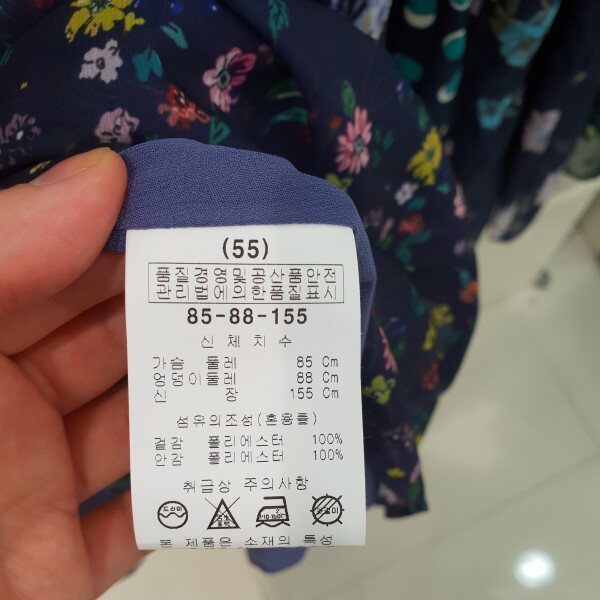 (55)
품질경영및공산품안전
관리법에의한품질표시
85-88-155
신체치수
가슴 둘레 85 Cm
엉덩이둘레 88 Cm
신 장 155 Cm
섬유의조성(혼용률)
겉감 폴리에스터 100%
안감 폴리에스터 100%
취급상 주의사항
드라이
본 제품은 소재의 특성